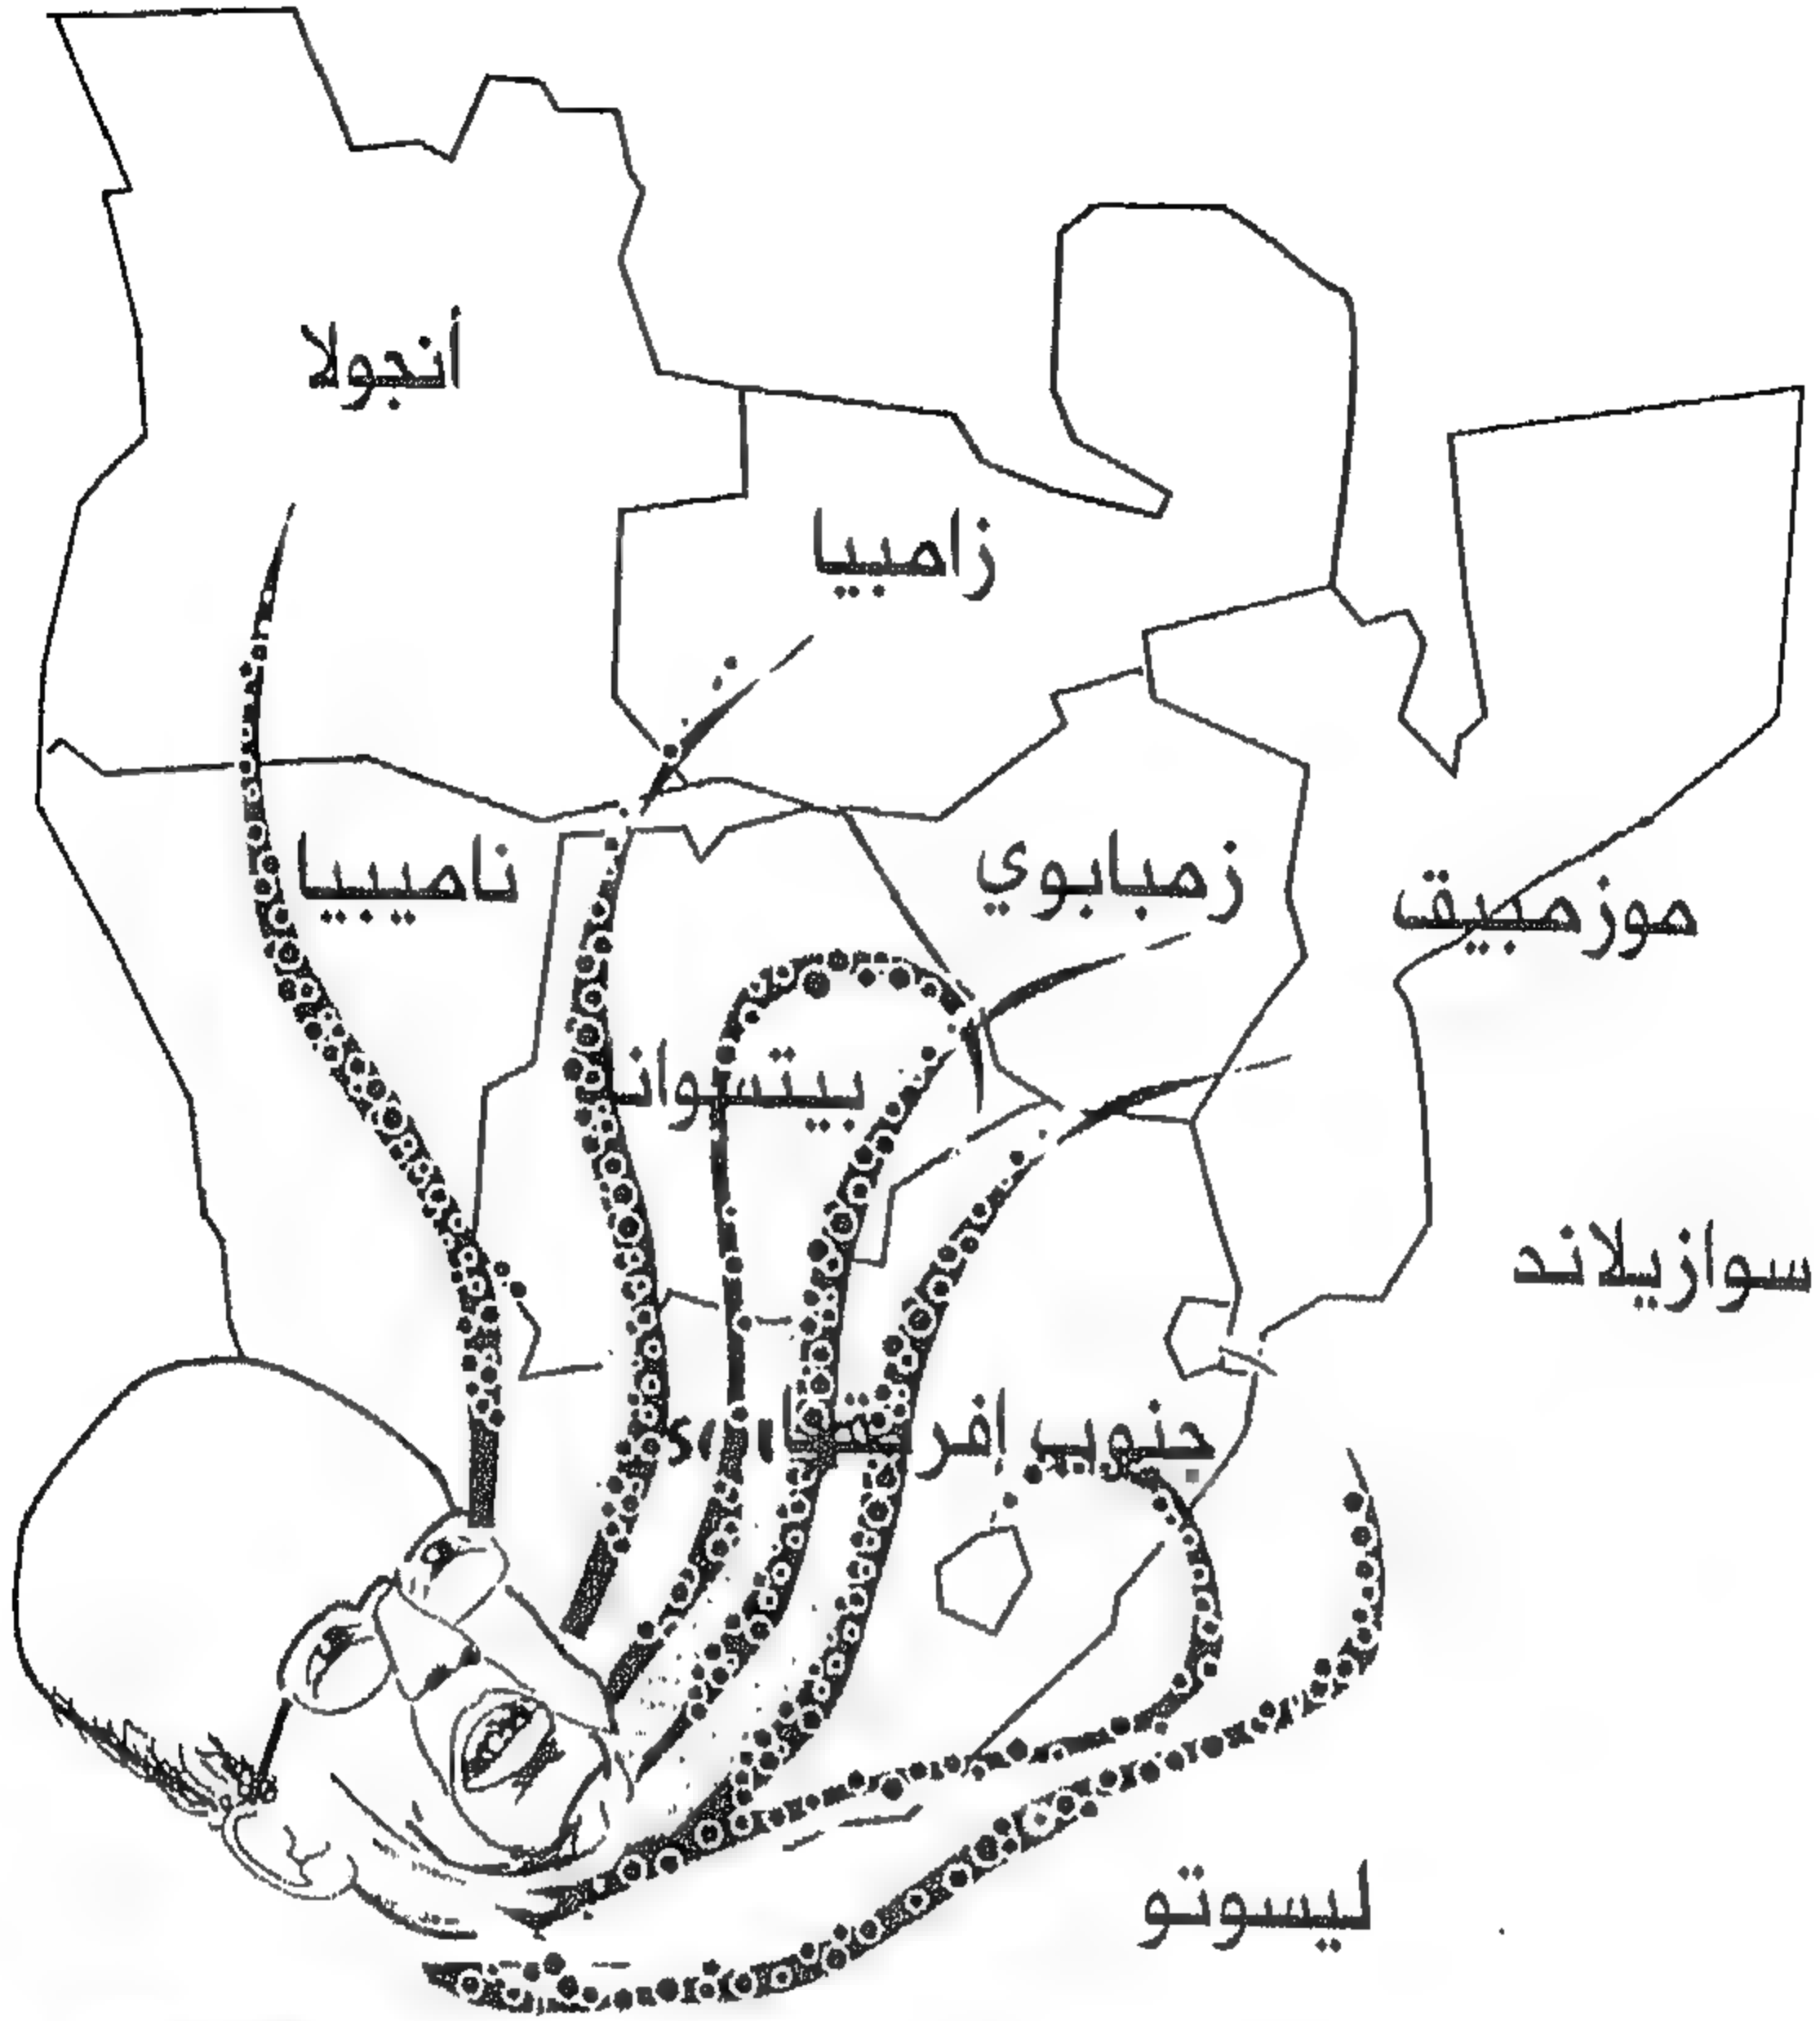 أنجولا
زامبيا
ناميبيا
زمبابوي
موزمبيق
بيتسوانا
سوازيلاند
جنوب إفريقيا
ليسوتو